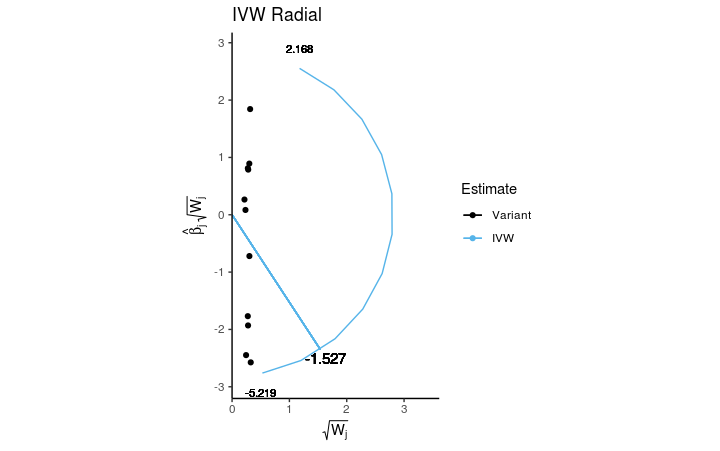 IVW Radial
3
2
1
0
-1
-2
-3
β̂j√Wj
2.168
-1.527
-5.219
0
1
2
3
√Wj
Estimate
Variant
IVW